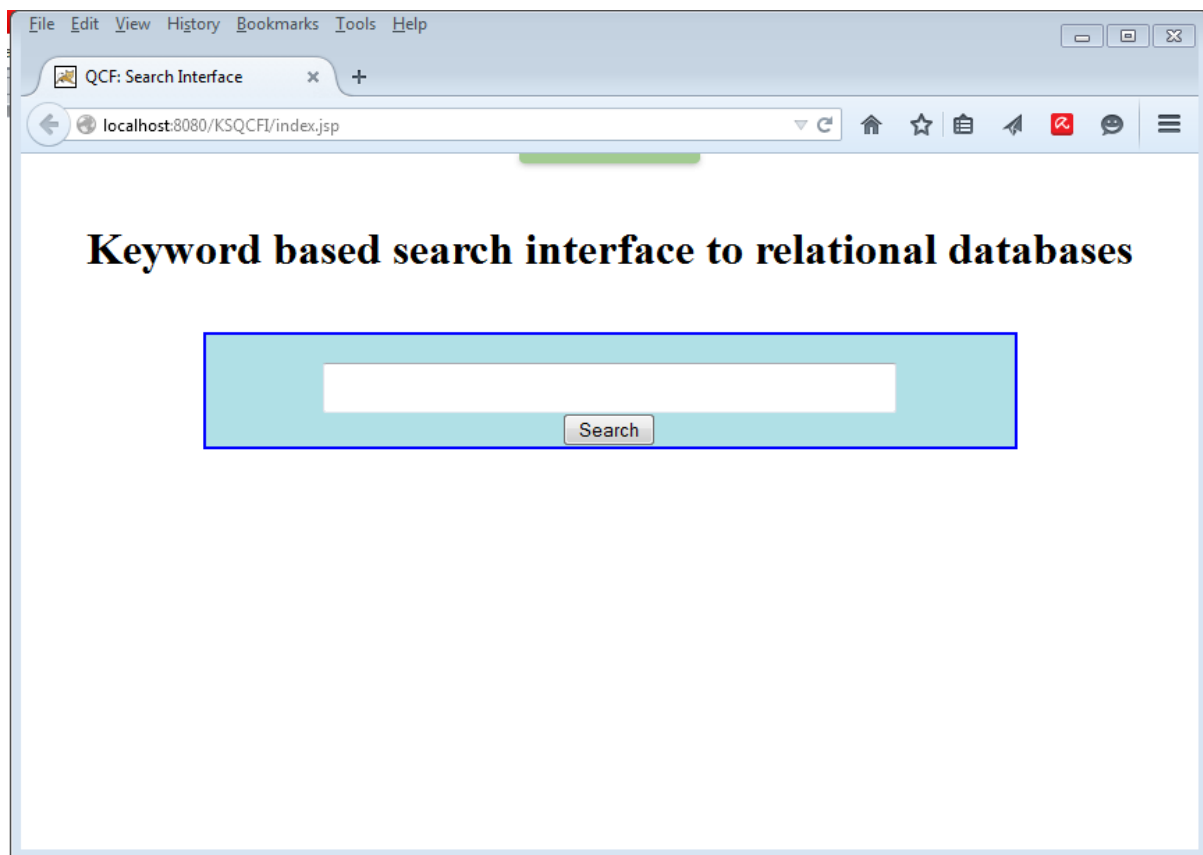 File Edit View History Bookmarks Tools Help
QCF: Search Interface
localhost:8080/KSQCFI/index.jsp
Keyword based search interface to relational databases
Search